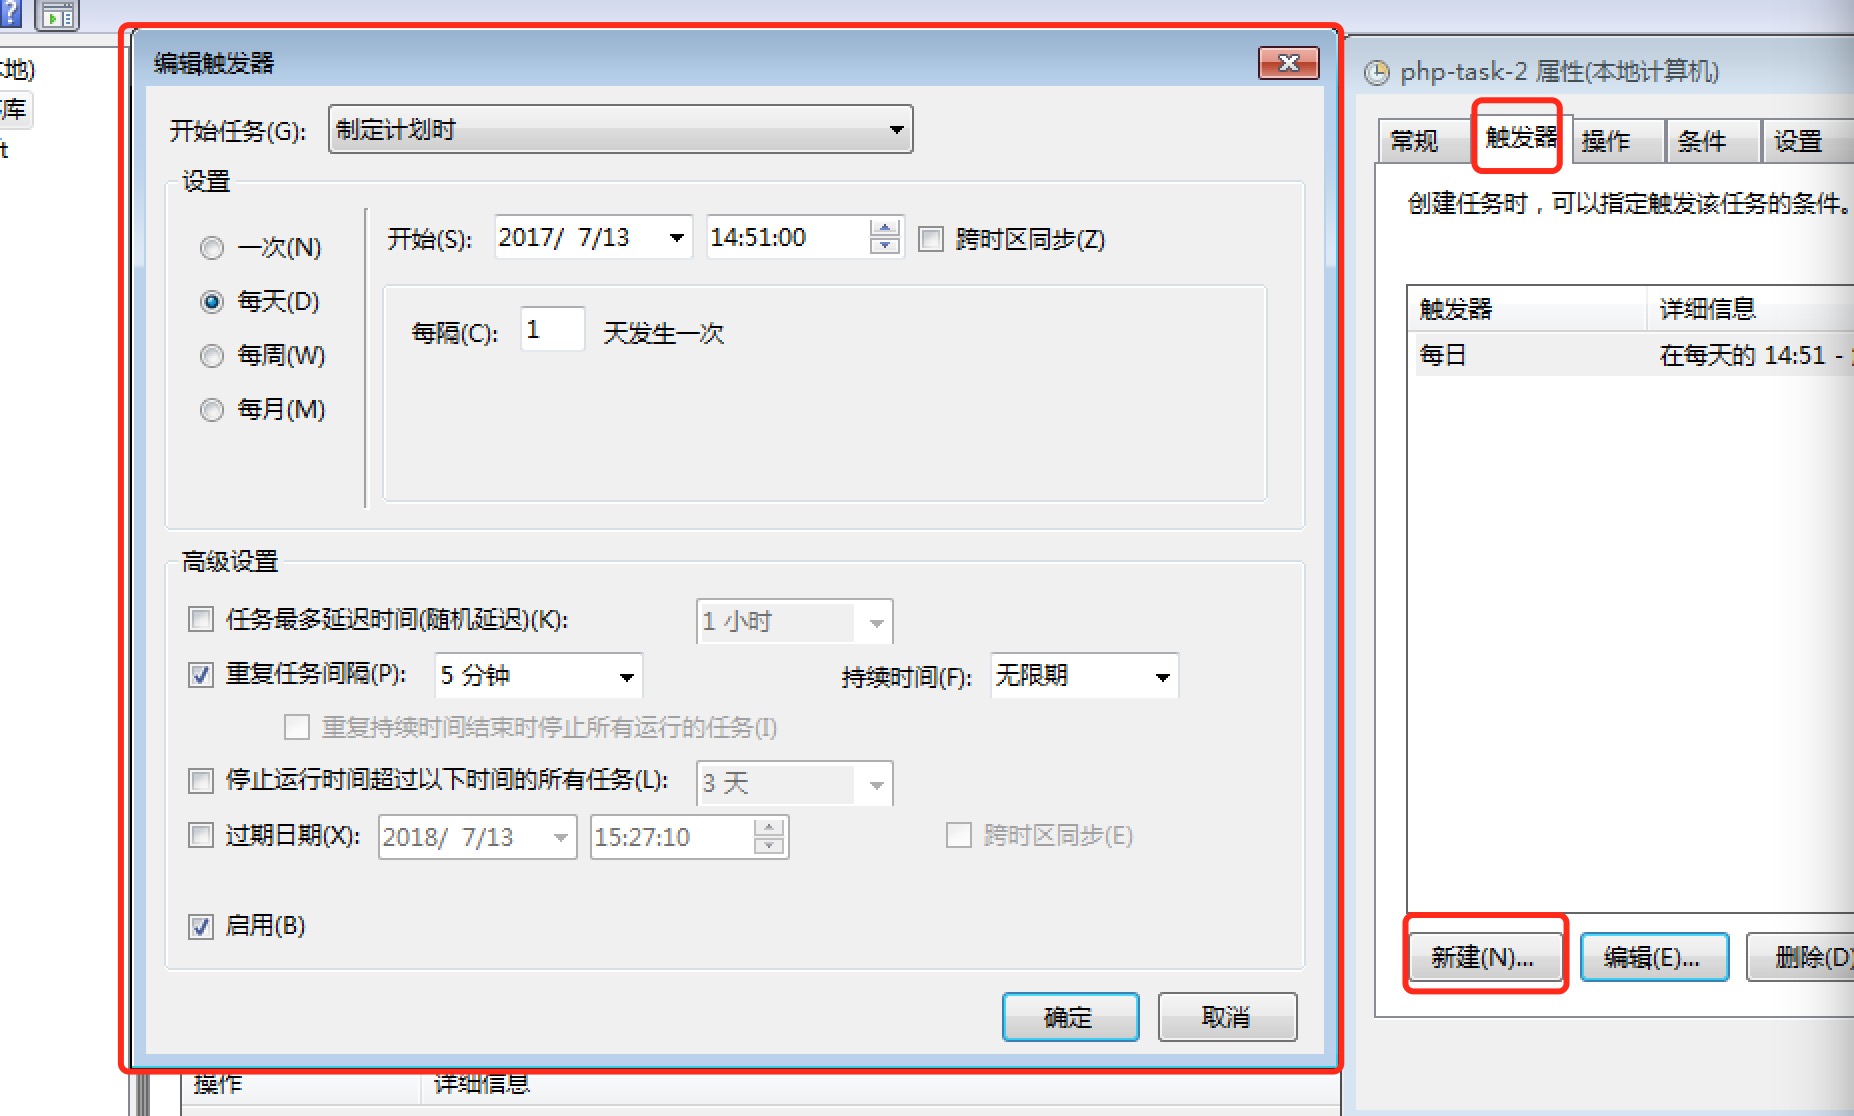 编辑触发器
开始任务(G): 制定计划时
设置
一次(N)
每天(D)
每周(W)
每月(M)
开始(S): 2017/ 7/13 14:51:00 跨时区同步(Z)
每隔(C): 1 天发生一次
高级设置
任务最多延迟时间(随机延迟)(K): 1 小时
重复任务间隔(P): 5 分钟 持续时间(F): 无限期
重复持续时间结束时停止所有运行的任务(I)
停止运行时间超过以下时间的所有任务(L): 3 天
过期日期(X): 2018/ 7/13 15:27:10 跨时区同步(E)
启用(B)
确定 取消
操作 详细信息
php-task-2 属性(本地计算机)
常规 触发器 操作 条件 设置
创建任务时，可以指定触发该任务的条件。
触发器 详细信息
每日 在每天的 14:51 -
新建(N)... 编辑(E)... 删除(D)
地)
库
t